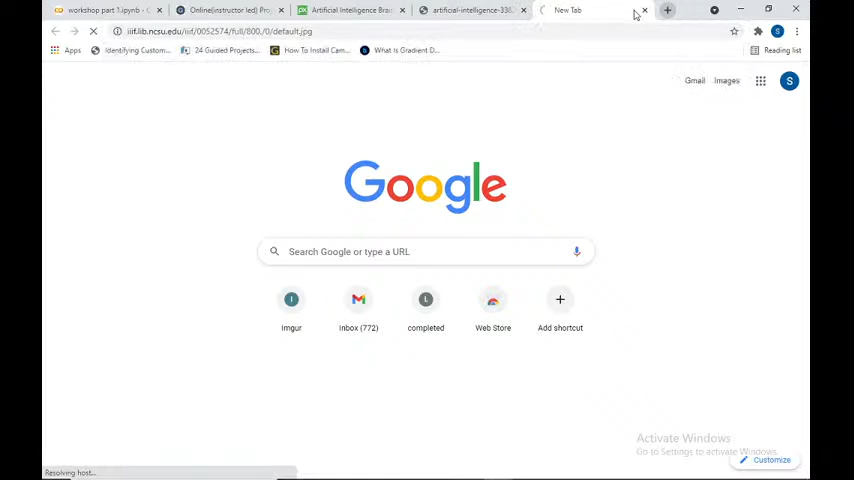 workshop part 1.ipynb - C
Online(instructor led) Pro
Artificial Intelligence Brai
artificial-intelligence-338
New Tab
iiif.lib.ncsu.edu/iiif/0052574/full/800,/0/default.jpg
S
Apps
Identifying Custom...
24 Guided Projects...
How To Install Cam...
What Is Gradient D...
Reading list
Gmail
Images
S
Google
Search Google or type a URL
I
L
Imgur
Inbox (772)
completed
Web Store
Add shortcut
Activate Windows
Go to Settings to activate Windows.
Customize
Resolving host...